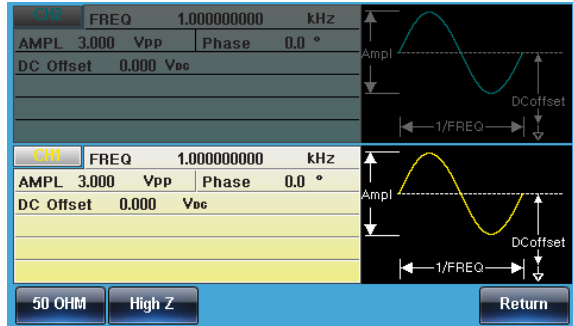 CH2 FREQ 1.000000000 kHz
AMPL 3.000 Vpp Phase 0.0 °
DC Offset 0.000 VDC
Ampl
DCoffset
1/FREQ
CH1 FREQ 1.000000000 kHz
AMPL 3.000 Vpp Phase 0.0 °
DC Offset 0.000 VDC
Ampl
DCoffset
1/FREQ
50 OHM High Z Return